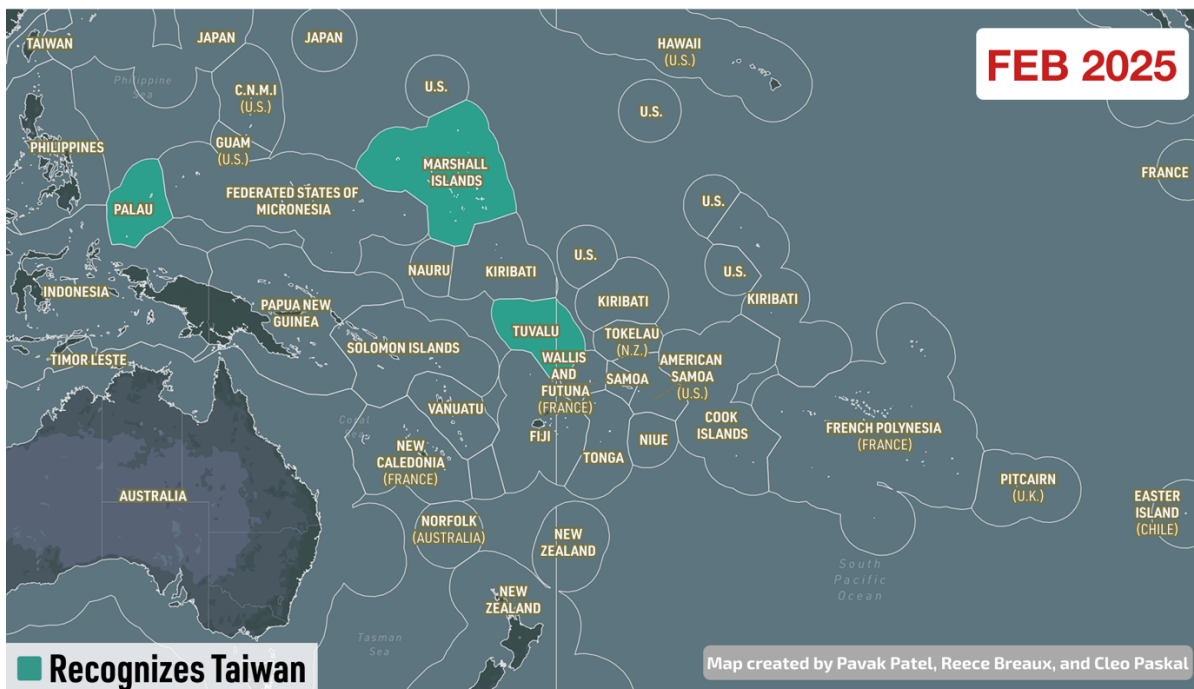 FEB 2025
TAIWAN
JAPAN
JAPAN
HAWAII
(U.S.)
Philippine
Sea
C.N.M.I
(U.S.)
U.S.
U.S.
PHILIPPINES
GUAM
(U.S.)
MARSHALL
ISLANDS
FRANCE
PALAU
FEDERATED STATES OF
MICRONESIA
U.S.
NAURU
KIRIBATI
U.S.
U.S.
INDONESIA
PAPUA NEW
GUINEA
KIRIBATI
KIRIBATI
TUVALU
TOKELAU
(N.Z.)
SOLOMON ISLANDS
TIMOR LESTE
WALLIS
AND
FUTUNA
(FRANCE)
SAMOA
AMERICAN
SAMOA
(U.S.)
VANUATU
Coral
Sea
FIJI
NIUE
COOK
ISLANDS
FRENCH POLYNESIA
(FRANCE)
NEW
CALEDONIA
(FRANCE)
TONGA
PITCAIRN
(U.K.)
AUSTRALIA
EASTER
ISLAND
(CHILE)
NORFOLK
(AUSTRALIA)
NEW
ZEALAND
South
Pacific
Ocean
NEW
ZEALAND
Tasman
Sea
Recognizes Taiwan
Map created by Pavak Patel, Reece Breaux, and Cleo Paskal